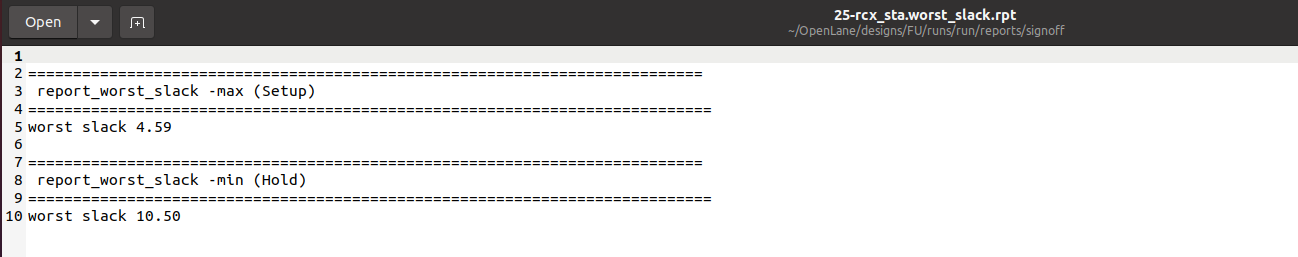 Open
25-rcx_sta.worst_slack.rpt
~/OpenLane/designs/FU/runs/run/reports/signoff
1
2 ===========================================================================
3  report_worst_slack -max (Setup)
4 ============================================================================
5 worst slack 4.59
6
7 ===========================================================================
8  report_worst_slack -min (Hold)
9 ============================================================================
10 worst slack 10.50